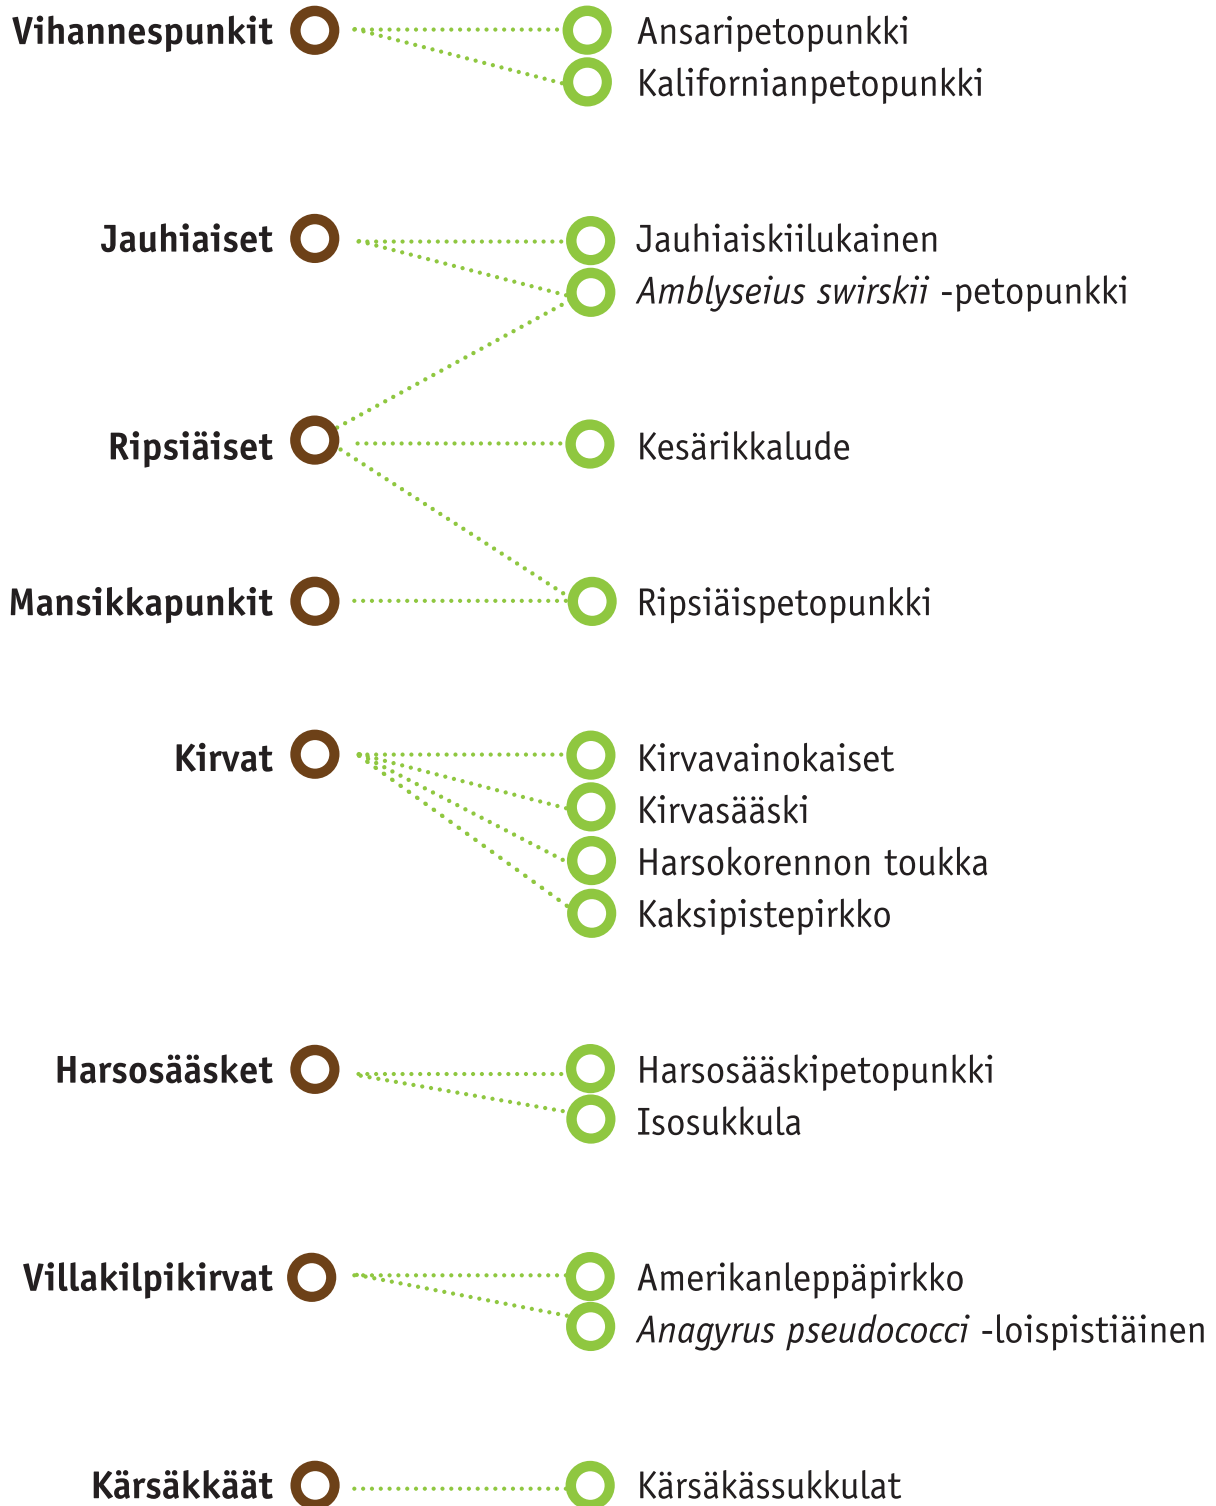 Vihannespunkit Ansaripetopunkki
Kalifornianpetopunkki
Jauhiaiset Jauhiaiskiilukainen
Amblyseius swirskii -petopunkki
Ripsiäiset Kesärikkalude
Mansikkapunkit Ripsiäispetopunkki
Kirvat Kirvavainokaiset
Kirvasääski
Harsokorennon toukka
Kaksipistepirkko
Harsosääsket Harsosääskipetopunkki
Isosukkula
Villakilpikirvat Amerikanleppäpirkko
Anagyrus pseudococci -loispistiäinen
Kärsäkkäät Kärsäkässukkulat